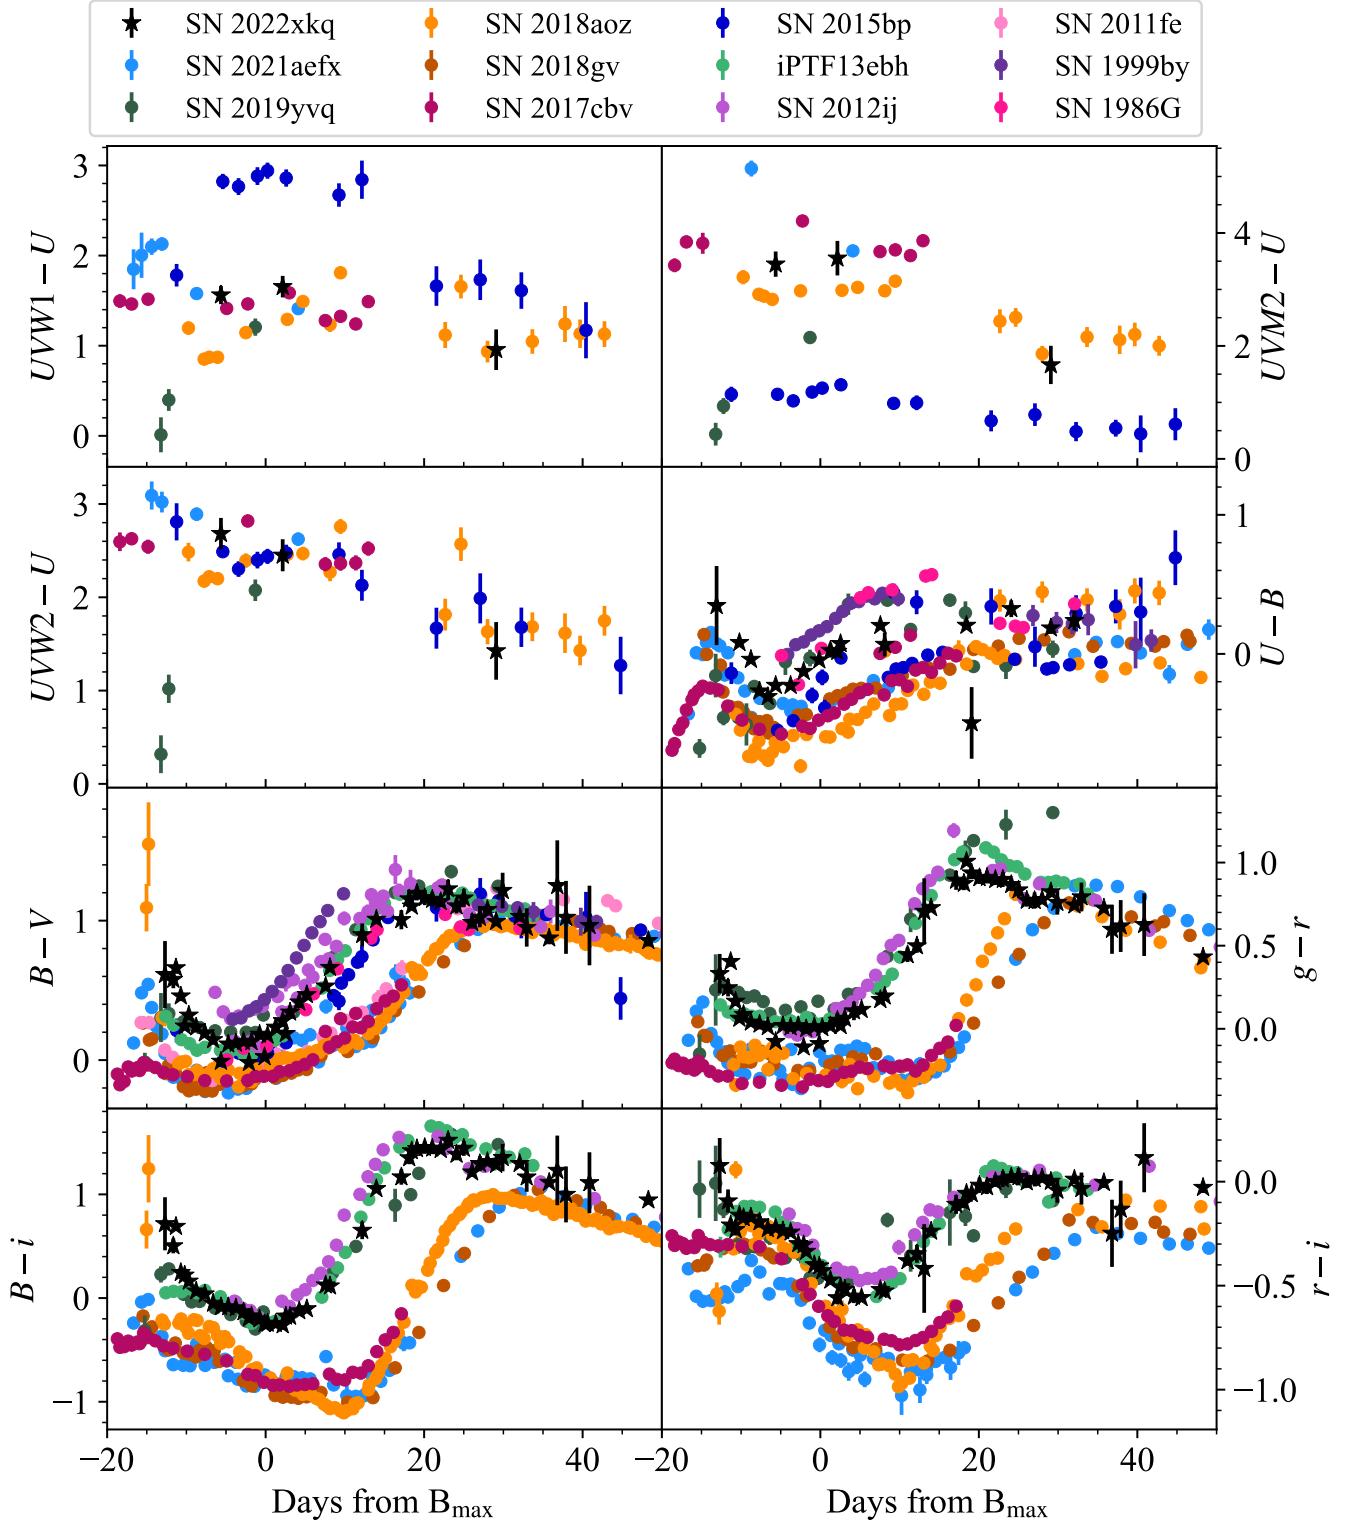 SN 2022xkq SN 2018aoz SN 2015bp SN 2011fe
SN 2021aefx SN 2018gv iPTF13ebh SN 1999by
SN 2019yvq SN 2017cbv SN 2012ij SN 1986G
UVW1 − U
3
2
1
0
UVM2 − U
4
2
0
UVW2 − U
3
2
1
0
U − B
1
0
B − V
1
0
g − r
1.0
0.5
0.0
B − i
1
0
−1
r − i
0.0
−0.5
−1.0
−20 0 20 40 −20 0 20 40
Days from Bmax Days from Bmax